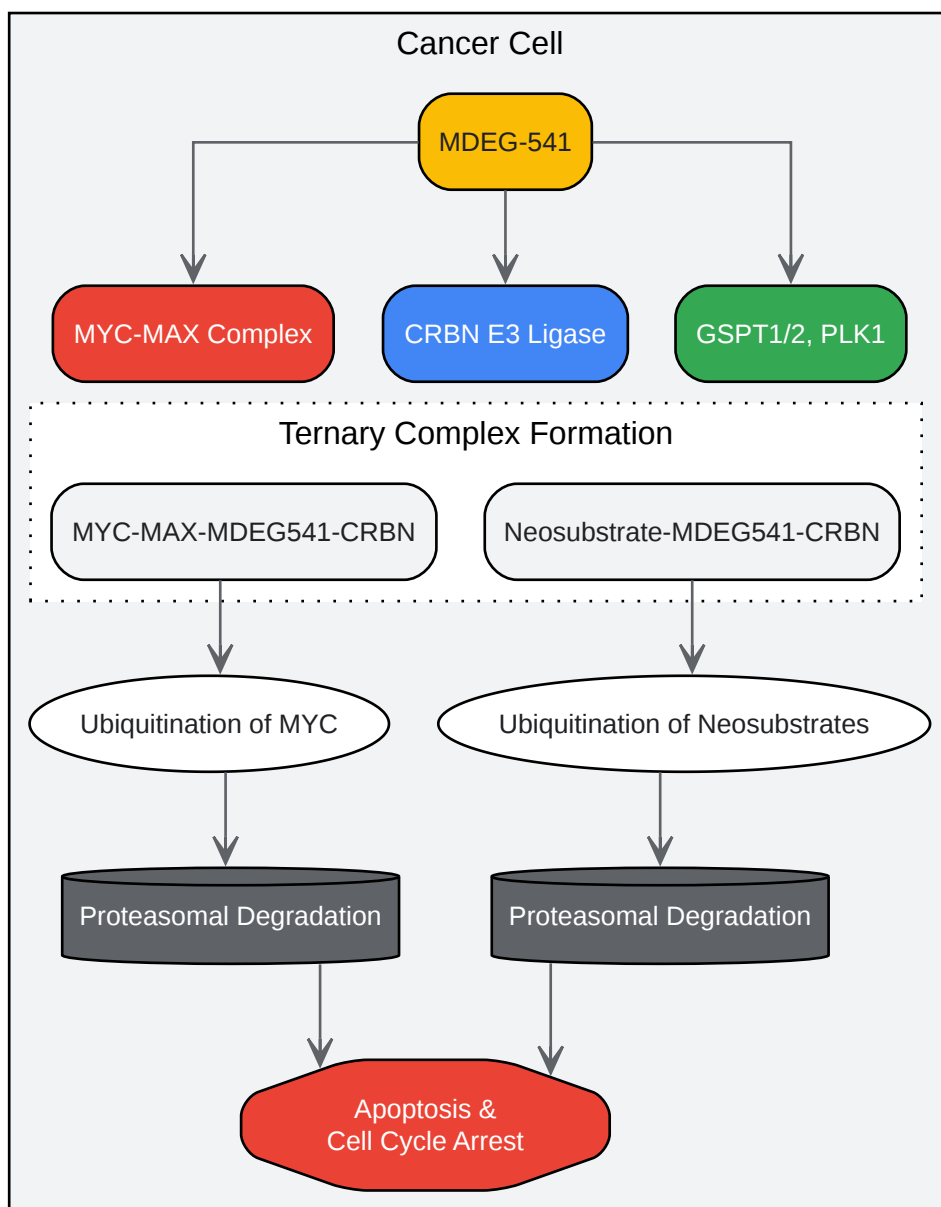 Cancer Cell
MDEG-541
MYC-MAX Complex
CRBN E3 Ligase
GSPT1/2, PLK1
Ternary Complex Formation
MYC-MAX-MDEG541-CRBN
Neosubstrate-MDEG541-CRBN
Ubiquitination of MYC
Ubiquitination of Neosubstrates
Proteasomal Degradation
Proteasomal Degradation
Apoptosis &
Cell Cycle Arrest